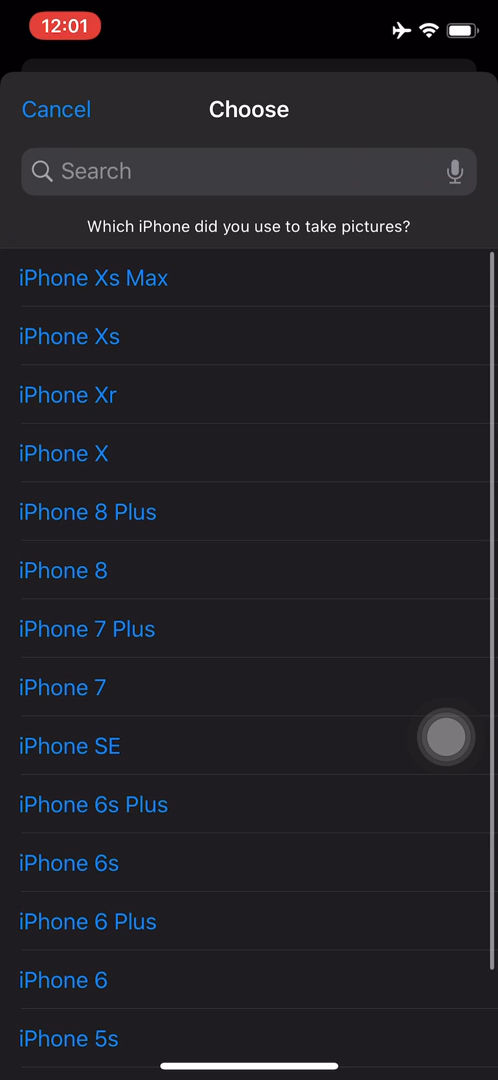 12:01
Cancel
Choose
Search
Which iPhone did you use to take pictures?
iPhone Xs Max
iPhone Xs
iPhone Xr
iPhone X
iPhone 8 Plus
iPhone 8
iPhone 7 Plus
iPhone 7
iPhone SE
iPhone 6s Plus
iPhone 6s
iPhone 6 Plus
iPhone 6
iPhone 5s